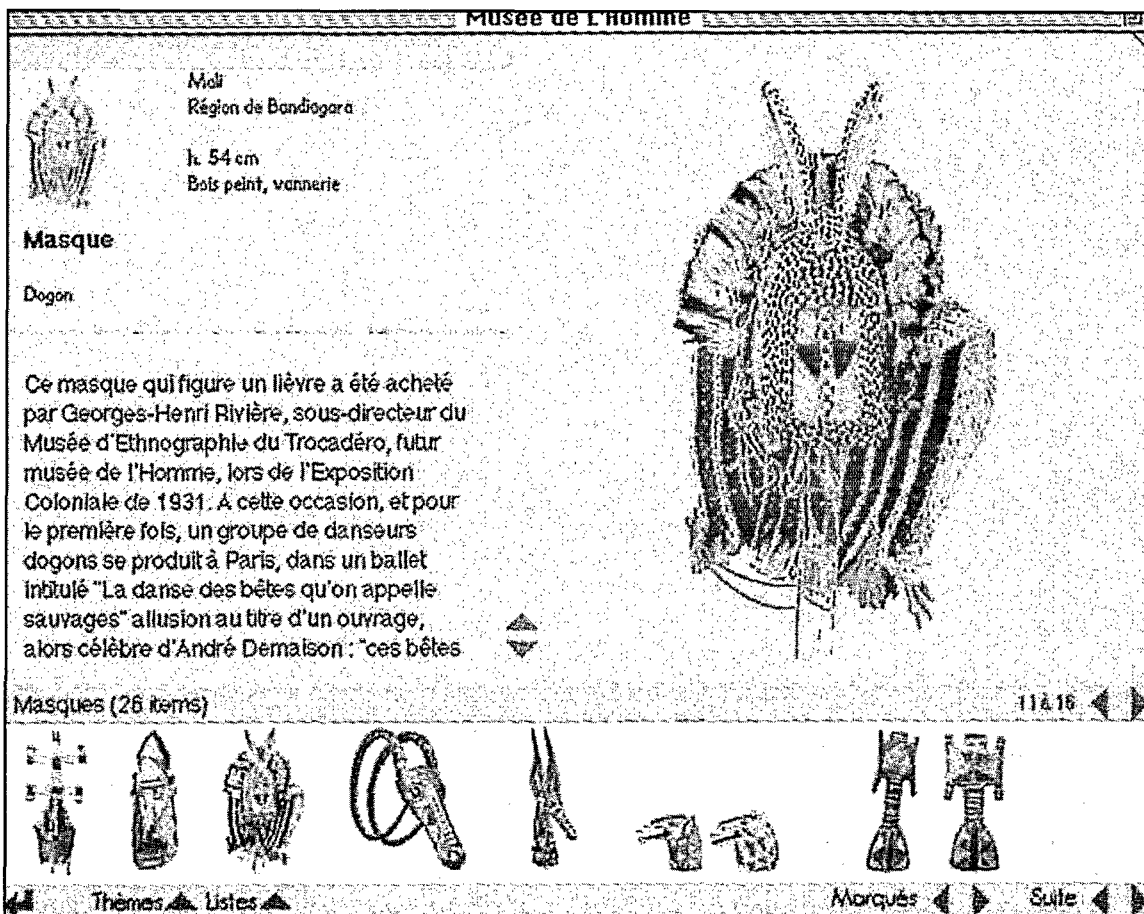 Musée de L'Homme
Mali
Région de Bandiagara
h. 54 cm
Bois peint, vannerie
Masque
Dogon
Ce masque qui figure un lièvre a été acheté
par Georges-Henri Rivière, sous-directeur du
Musée d'Ethnographie du Trocadéro, futur
musée de l'Homme, lors de l'Exposition
Coloniale de 1931. A cette occasion, et pour
le première fois, un groupe de danseurs
dogons se produit à Paris, dans un ballet
intitulé "La danse des bêtes qu'on appelle
sauvages" allusion au titre d'un ouvrage,
alors célèbre d'André Demaison : "ces bêtes
Masques (26 items)
11 à 16
Thèmes Listes
Marqués Suite